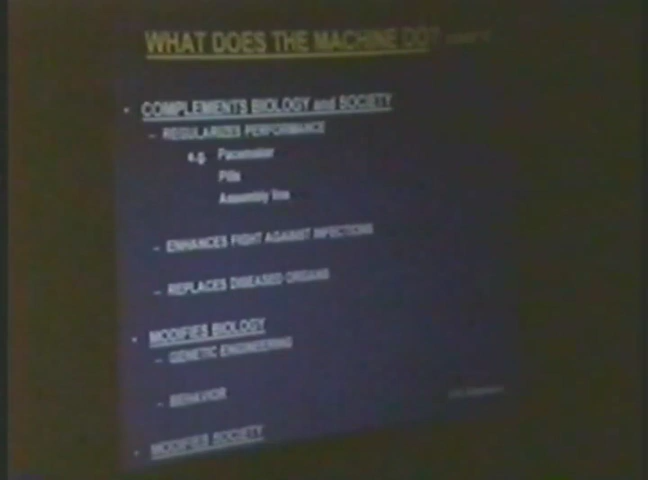 WHAT DOES THE MACHINE DO?
• COMPLEMENTS BIOLOGY and SOCIETY
– REGULARIZES PERFORMANCE
e.g. Pacemaker
Pills
Assembly line
– ENHANCES FIGHT AGAINST INFECTIONS
– REPLACES DISEASED ORGANS
• MODIFIES BIOLOGY
– GENETIC ENGINEERING
– BEHAVIOR
• MODIFIES SOCIETY